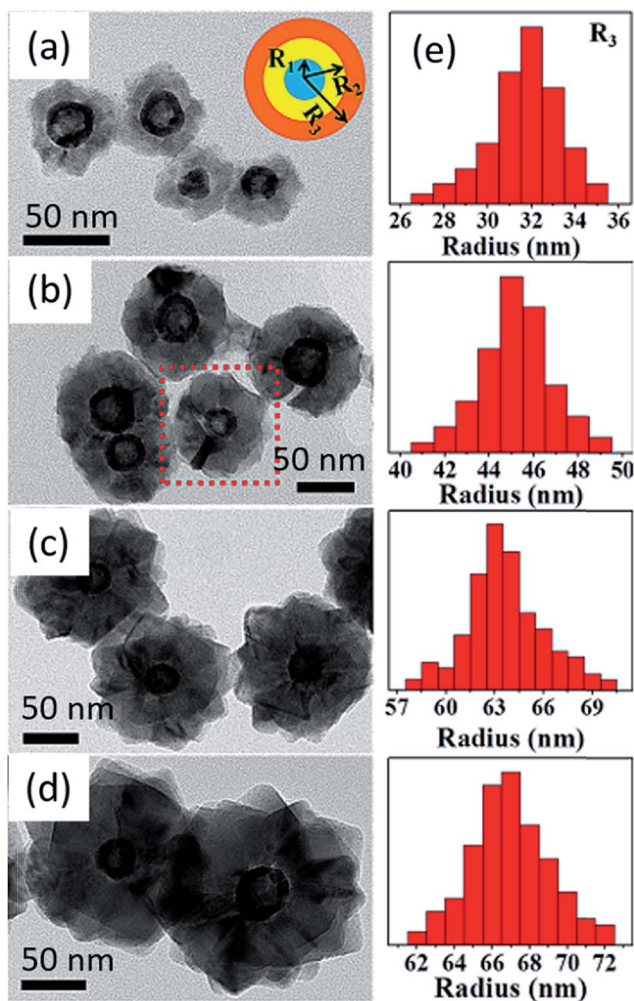 (a)
R1
R2
R3
50 nm
(e)
R3
26 28 30 32 34 36
Radius (nm)
(b)
50 nm
40 42 44 46 48 50
Radius (nm)
(c)
50 nm
57 60 63 66 69
Radius (nm)
(d)
50 nm
62 64 66 68 70 72
Radius (nm)